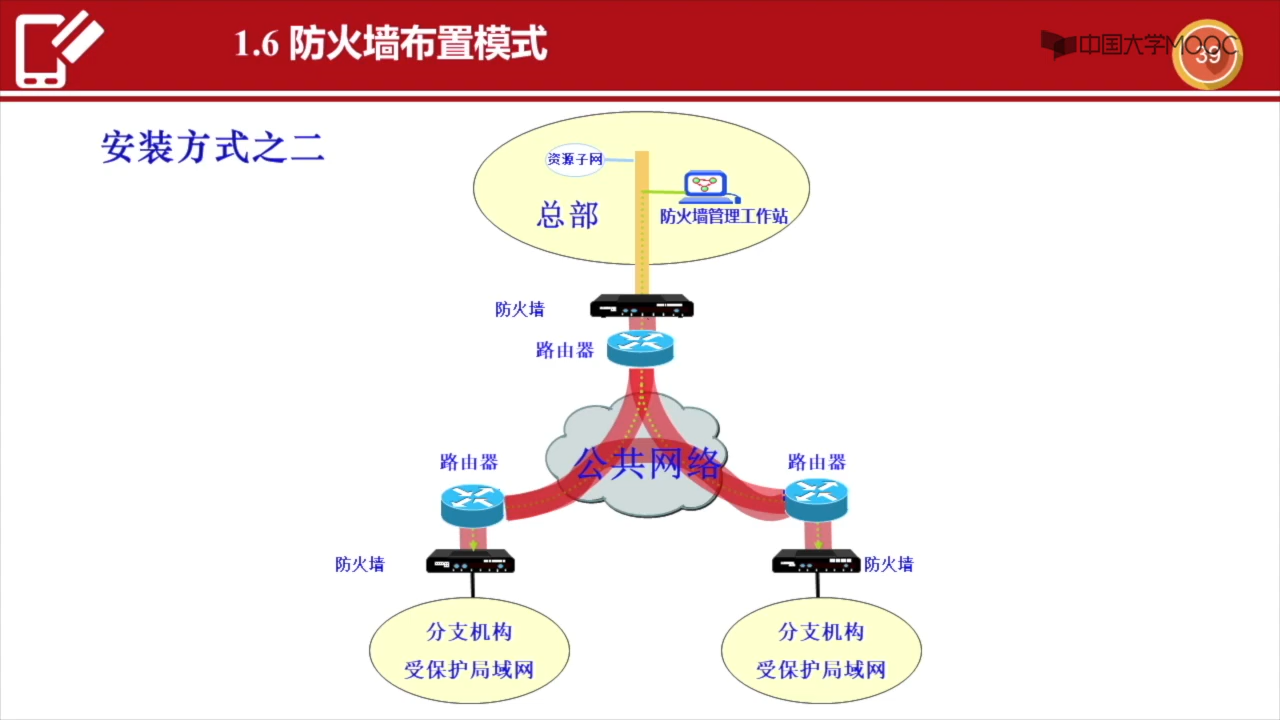 1.6 防火墙布置模式
中国大学MOOC
39
安装方式之二
资源子网
总部
防火墙管理工作站
防火墙
路由器
公共网络
路由器
路由器
防火墙
防火墙
分支机构
受保护局域网
分支机构
受保护局域网